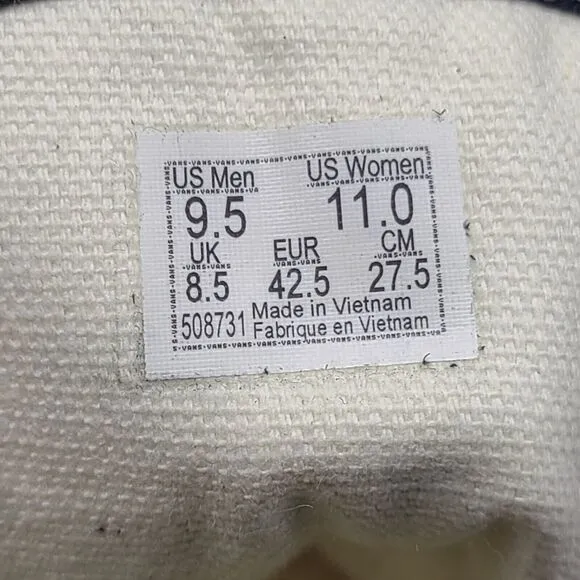 US Men US Women
9.5 11.0
UK EUR CM
8.5 42.5 27.5
508731 Made in Vietnam
Fabrique en Vietnam